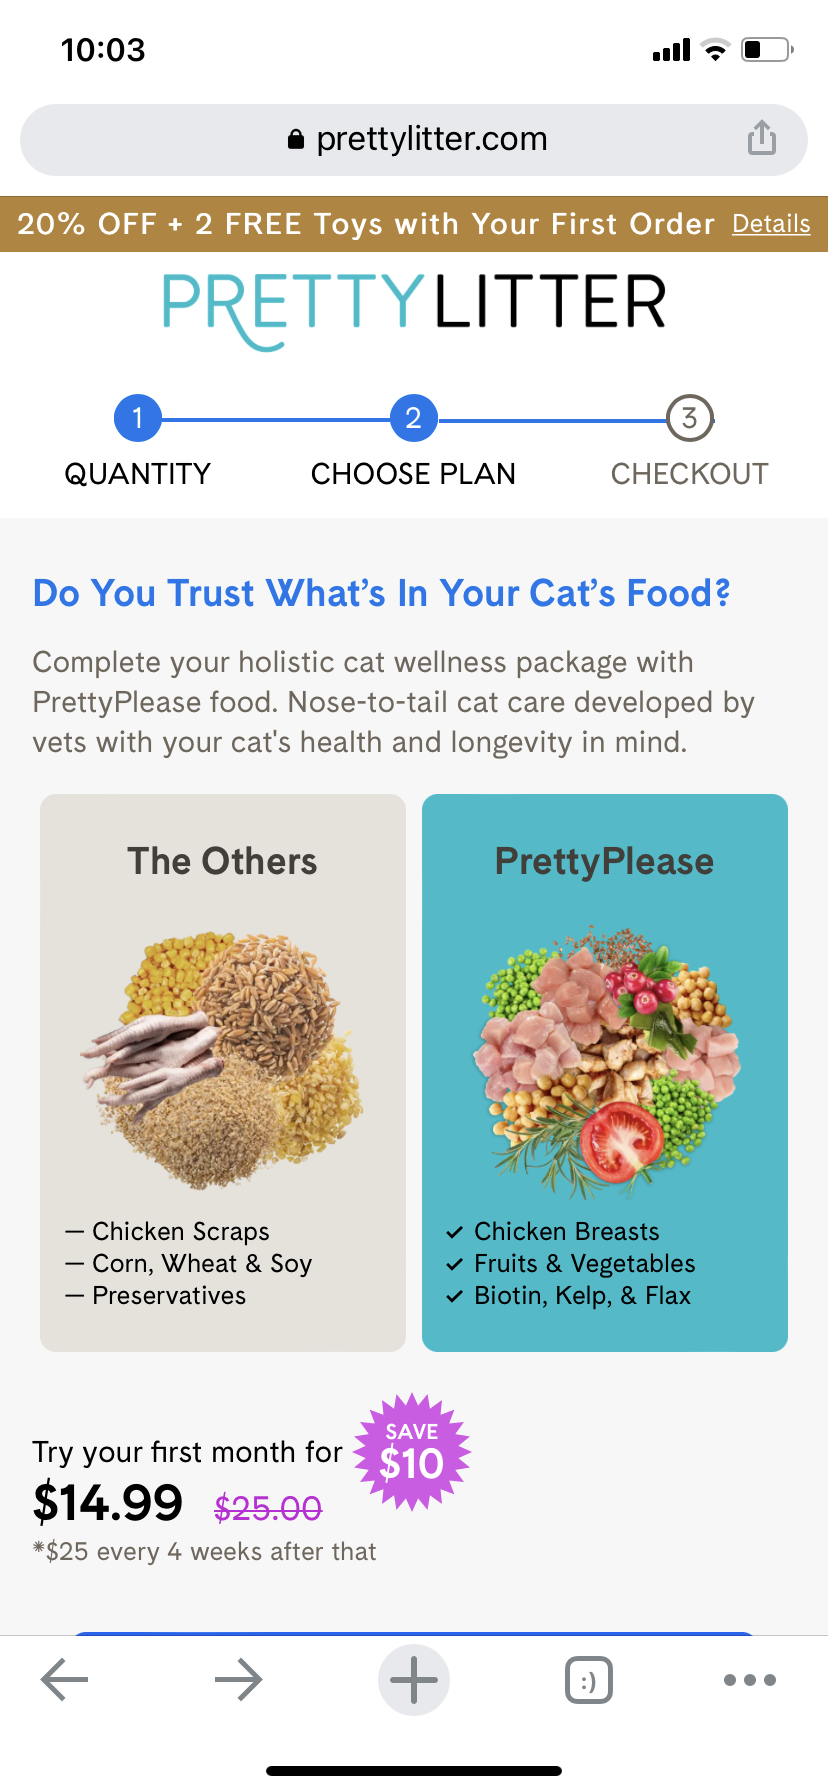 10:03
prettylitter.com
20% OFF + 2 FREE Toys with Your First Order Details
PRETTYLITTER
1
2
3
QUANTITY
CHOOSE PLAN
CHECKOUT
Do You Trust What’s In Your Cat’s Food?
Complete your holistic cat wellness package with
PrettyPlease food. Nose-to-tail cat care developed by
vets with your cat's health and longevity in mind.
The Others
— Chicken Scraps
— Corn, Wheat & Soy
— Preservatives
PrettyPlease
✓ Chicken Breasts
✓ Fruits & Vegetables
✓ Biotin, Kelp, & Flax
Try your first month for
SAVE
$10
$14.99 $25.00
*$25 every 4 weeks after that
:)